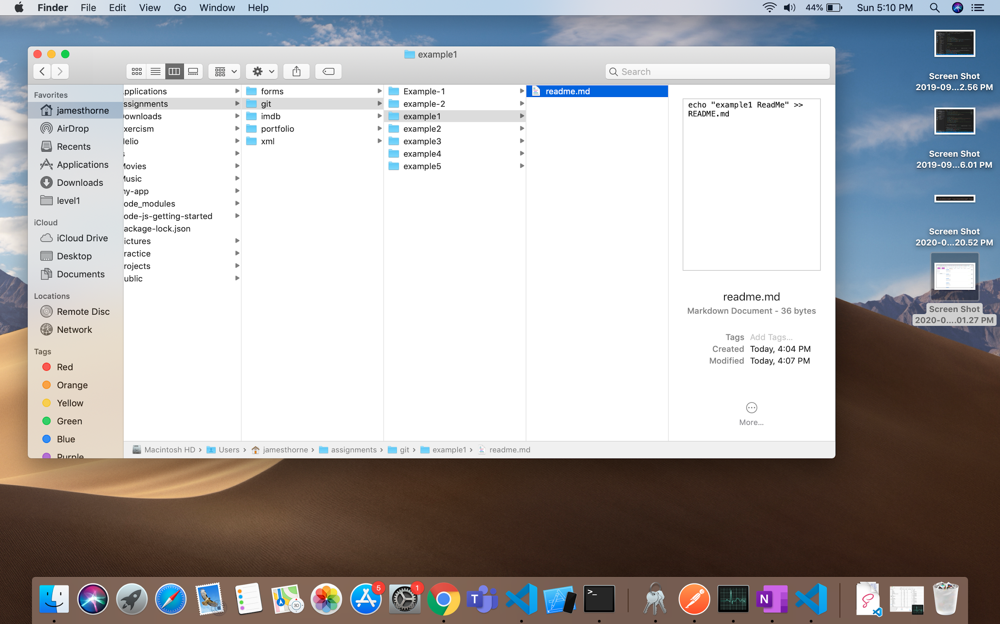 Finder File Edit View Go Window Help 44% Sun 5:10 PM
example1
Search
Favorites
jamesthorne
AirDrop
Recents
Applications
Downloads
level1
iCloud
iCloud Drive
Desktop
Documents
Locations
Remote Disc
Network
Tags
Red
Orange
Yellow
Green
Blue
Purple
pplications
ssignments
ownloads
xercism
elio
s
Movies
Music
my-app
ode_modules
ode-js-getting-started
ackage-lock.json
ictures
ractice
rojects
ublic
forms
git
imdb
portfolio
xml
Example-1
example-2
example1
example2
example3
example4
example5
readme.md
echo "example1 ReadMe" >>
README.md
readme.md
Markdown Document - 36 bytes
Tags Add Tags...
Created Today, 4:04 PM
Modified Today, 4:07 PM
More...
Macintosh HD › Users › jamesthorne › assignments › git › example1 › readme.md
Screen Shot
2019-09...2.56 PM
Screen Shot
2019-09...6.01 PM
Screen Shot
2020-0...20.52 PM
Screen Shot
2020-0....01.27 PM
3D
5
1
T
>_
N